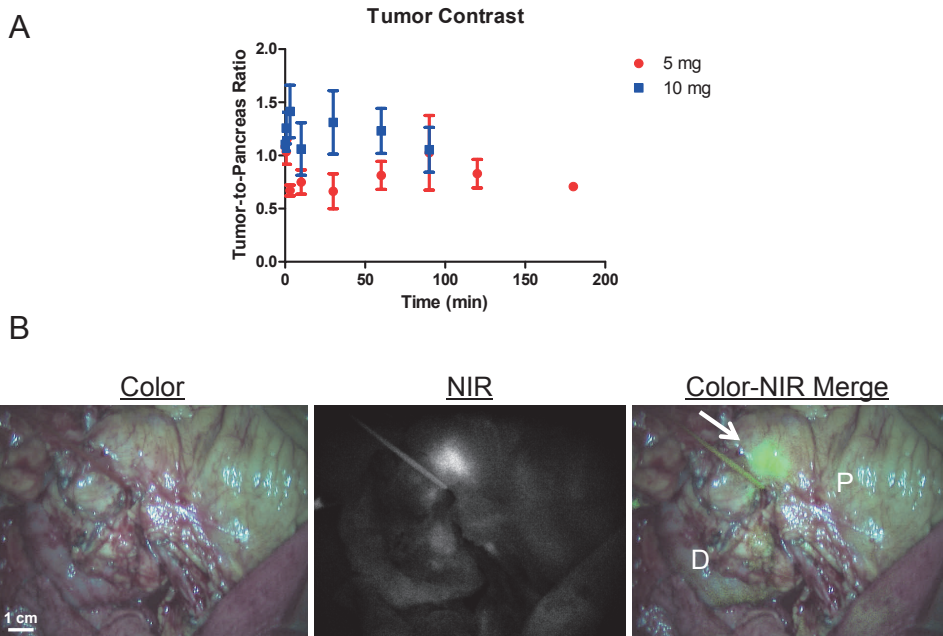 A
Tumor Contrast
Tumor-to-Pancreas Ratio
2.0
1.5
1.0
0.5
0.0
0
50
100
150
200
Time (min)
5 mg
10 mg
B
Color
NIR
Color-NIR Merge
P
D
1 cm